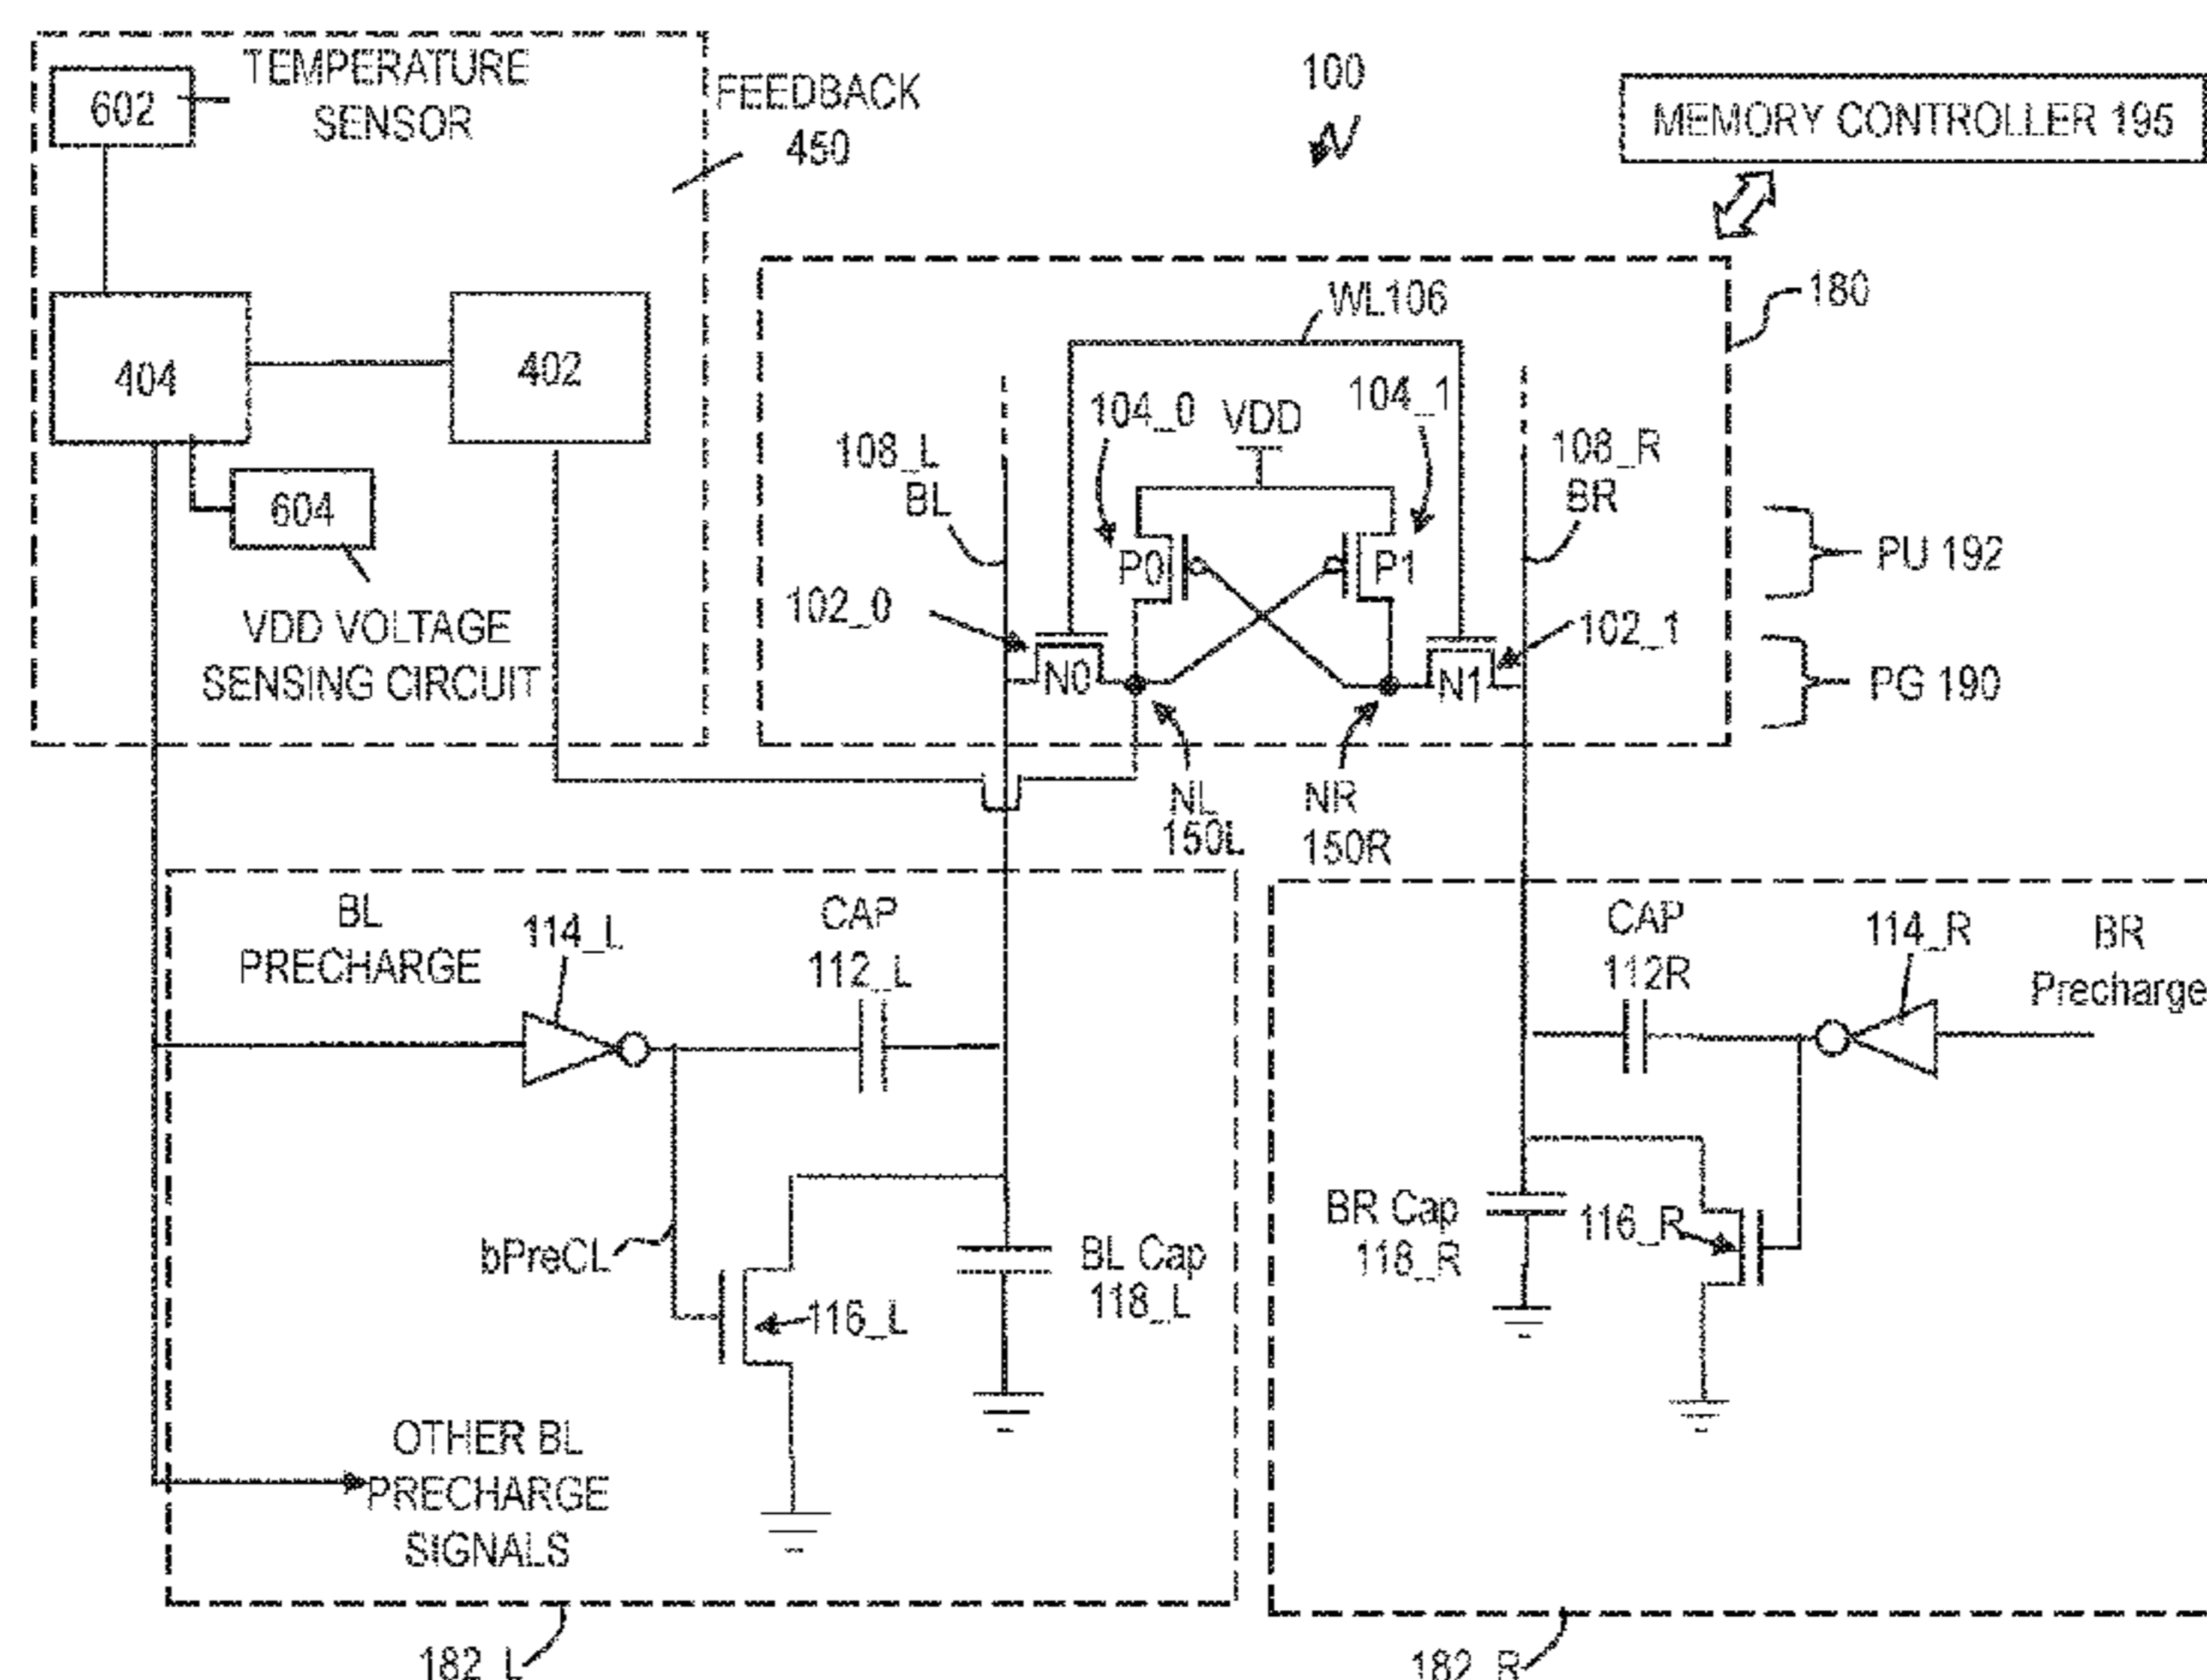 TEMPERATURE
SENSOR
602
FEEDBACK
450
100
MEMORY CONTROLLER 195
404
402
604
VDD VOLTAGE
SENSING CIRCUIT
WL106
180
104_0
VDD
104_1
108_L
BL
108_R
BR
P0
P1
PU 192
102_0
N0
N1
102_1
PG 190
NL
150L
NR
150R
BL
PRECHARGE
114_L
CAP
112_L
CAP
112R
114_R
BR
Precharge
bPreCL
116_L
BL Cap
118_L
BR Cap
118_R
116_R
OTHER BL
PRECHARGE
SIGNALS
182_L
182_R